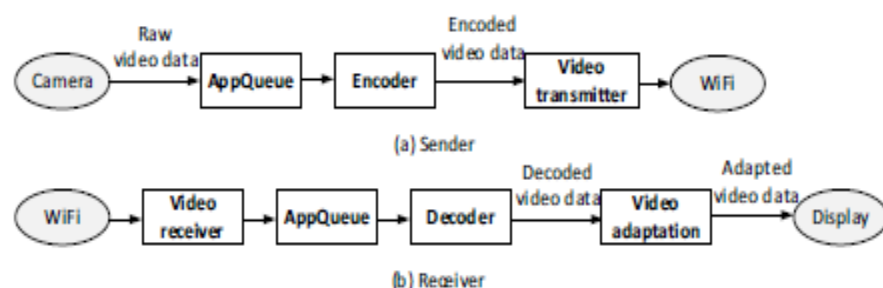 Raw
video data
Encoded
video data
Camera
AppQueue
Encoder
Video
transmitter
WiFi
(a) Sender
Decoded
video data
Adapted
video data
WiFi
Video
receiver
AppQueue
Decoder
Video
adaptation
Display
(b) Receiver